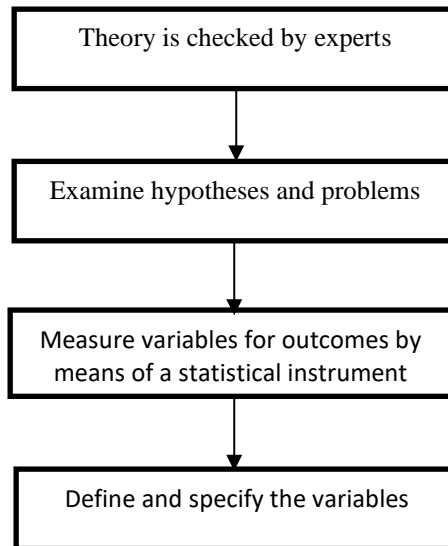 Theory is checked by experts
Examine hypotheses and problems
Measure variables for outcomes by
means of a statistical instrument
Define and specify the variables